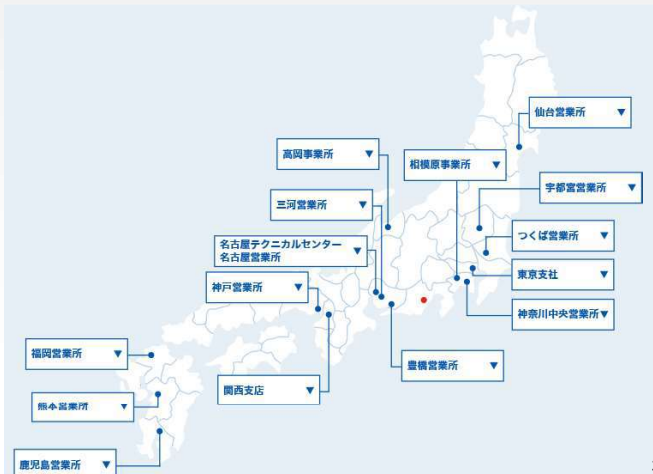 仙台営業所 ▼
高岡事業所 ▼
相模原事業所 ▼
宇都宮営業所 ▼
三河営業所 ▼
つくば営業所 ▼
名古屋テクニカルセンター
名古屋営業所 ▼
東京支社 ▼
神戸営業所 ▼
神奈川中央営業所▼
福岡営業所 ▼
豊橋営業所 ▼
関西支店 ▼
熊本営業所 ▼
鹿児島営業所 ▼